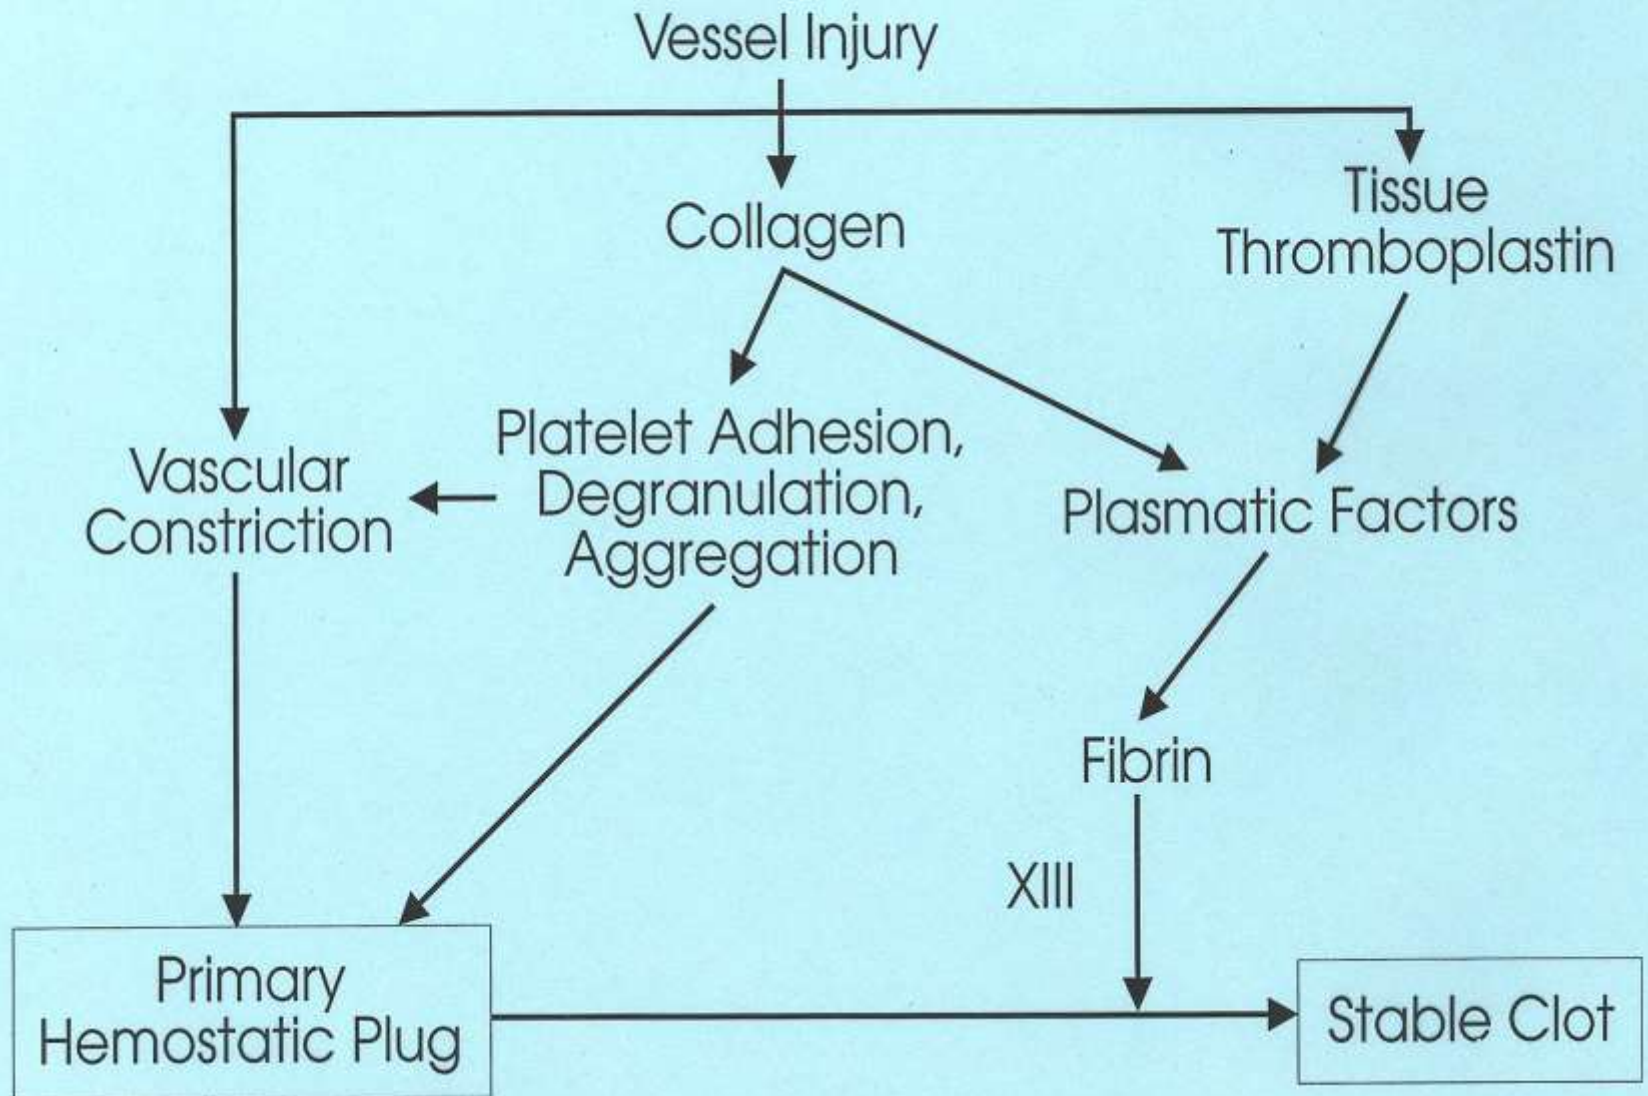 Vessel Injury
Collagen
Tissue
Thromboplastin
Vascular
Constriction
Platelet Adhesion,
Degranulation,
Aggregation
Plasmatic Factors
Fibrin
XIII
Primary
Hemostatic Plug
Stable Clot